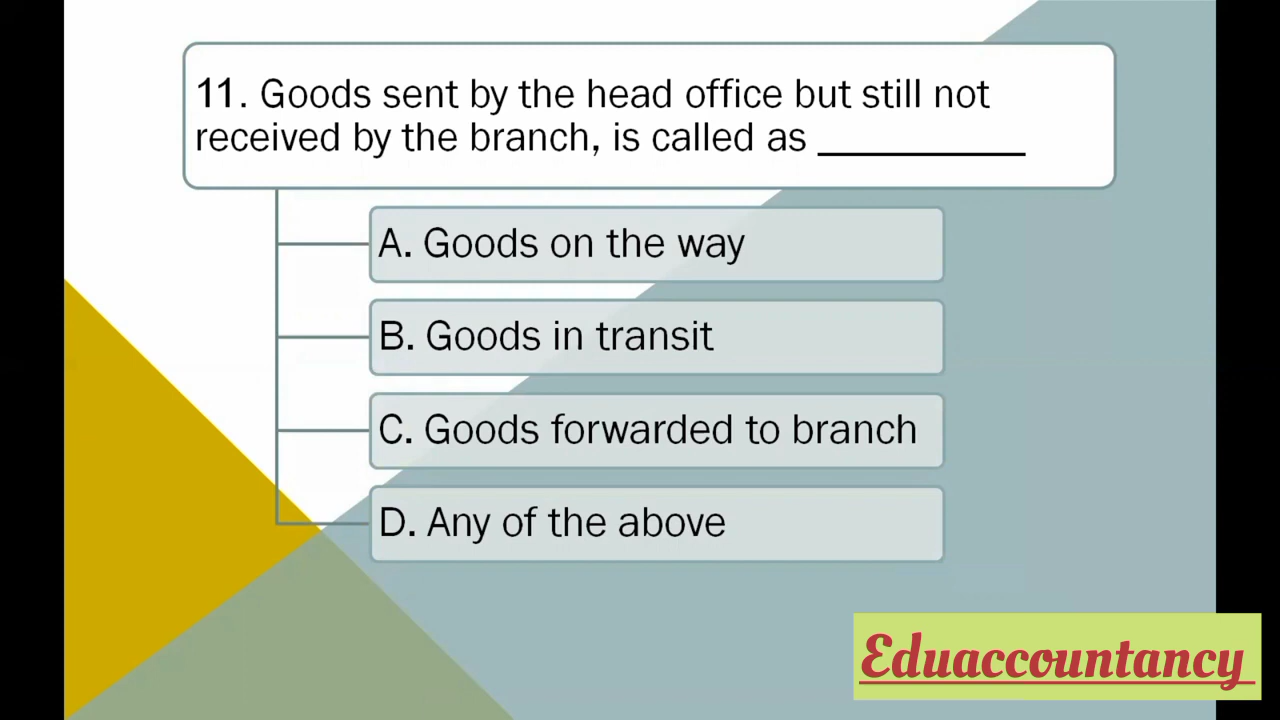 11. Goods sent by the head office but still not
received by the branch, is called as __________
A. Goods on the way
B. Goods in transit
C. Goods forwarded to branch
D. Any of the above
Eduaccountancy